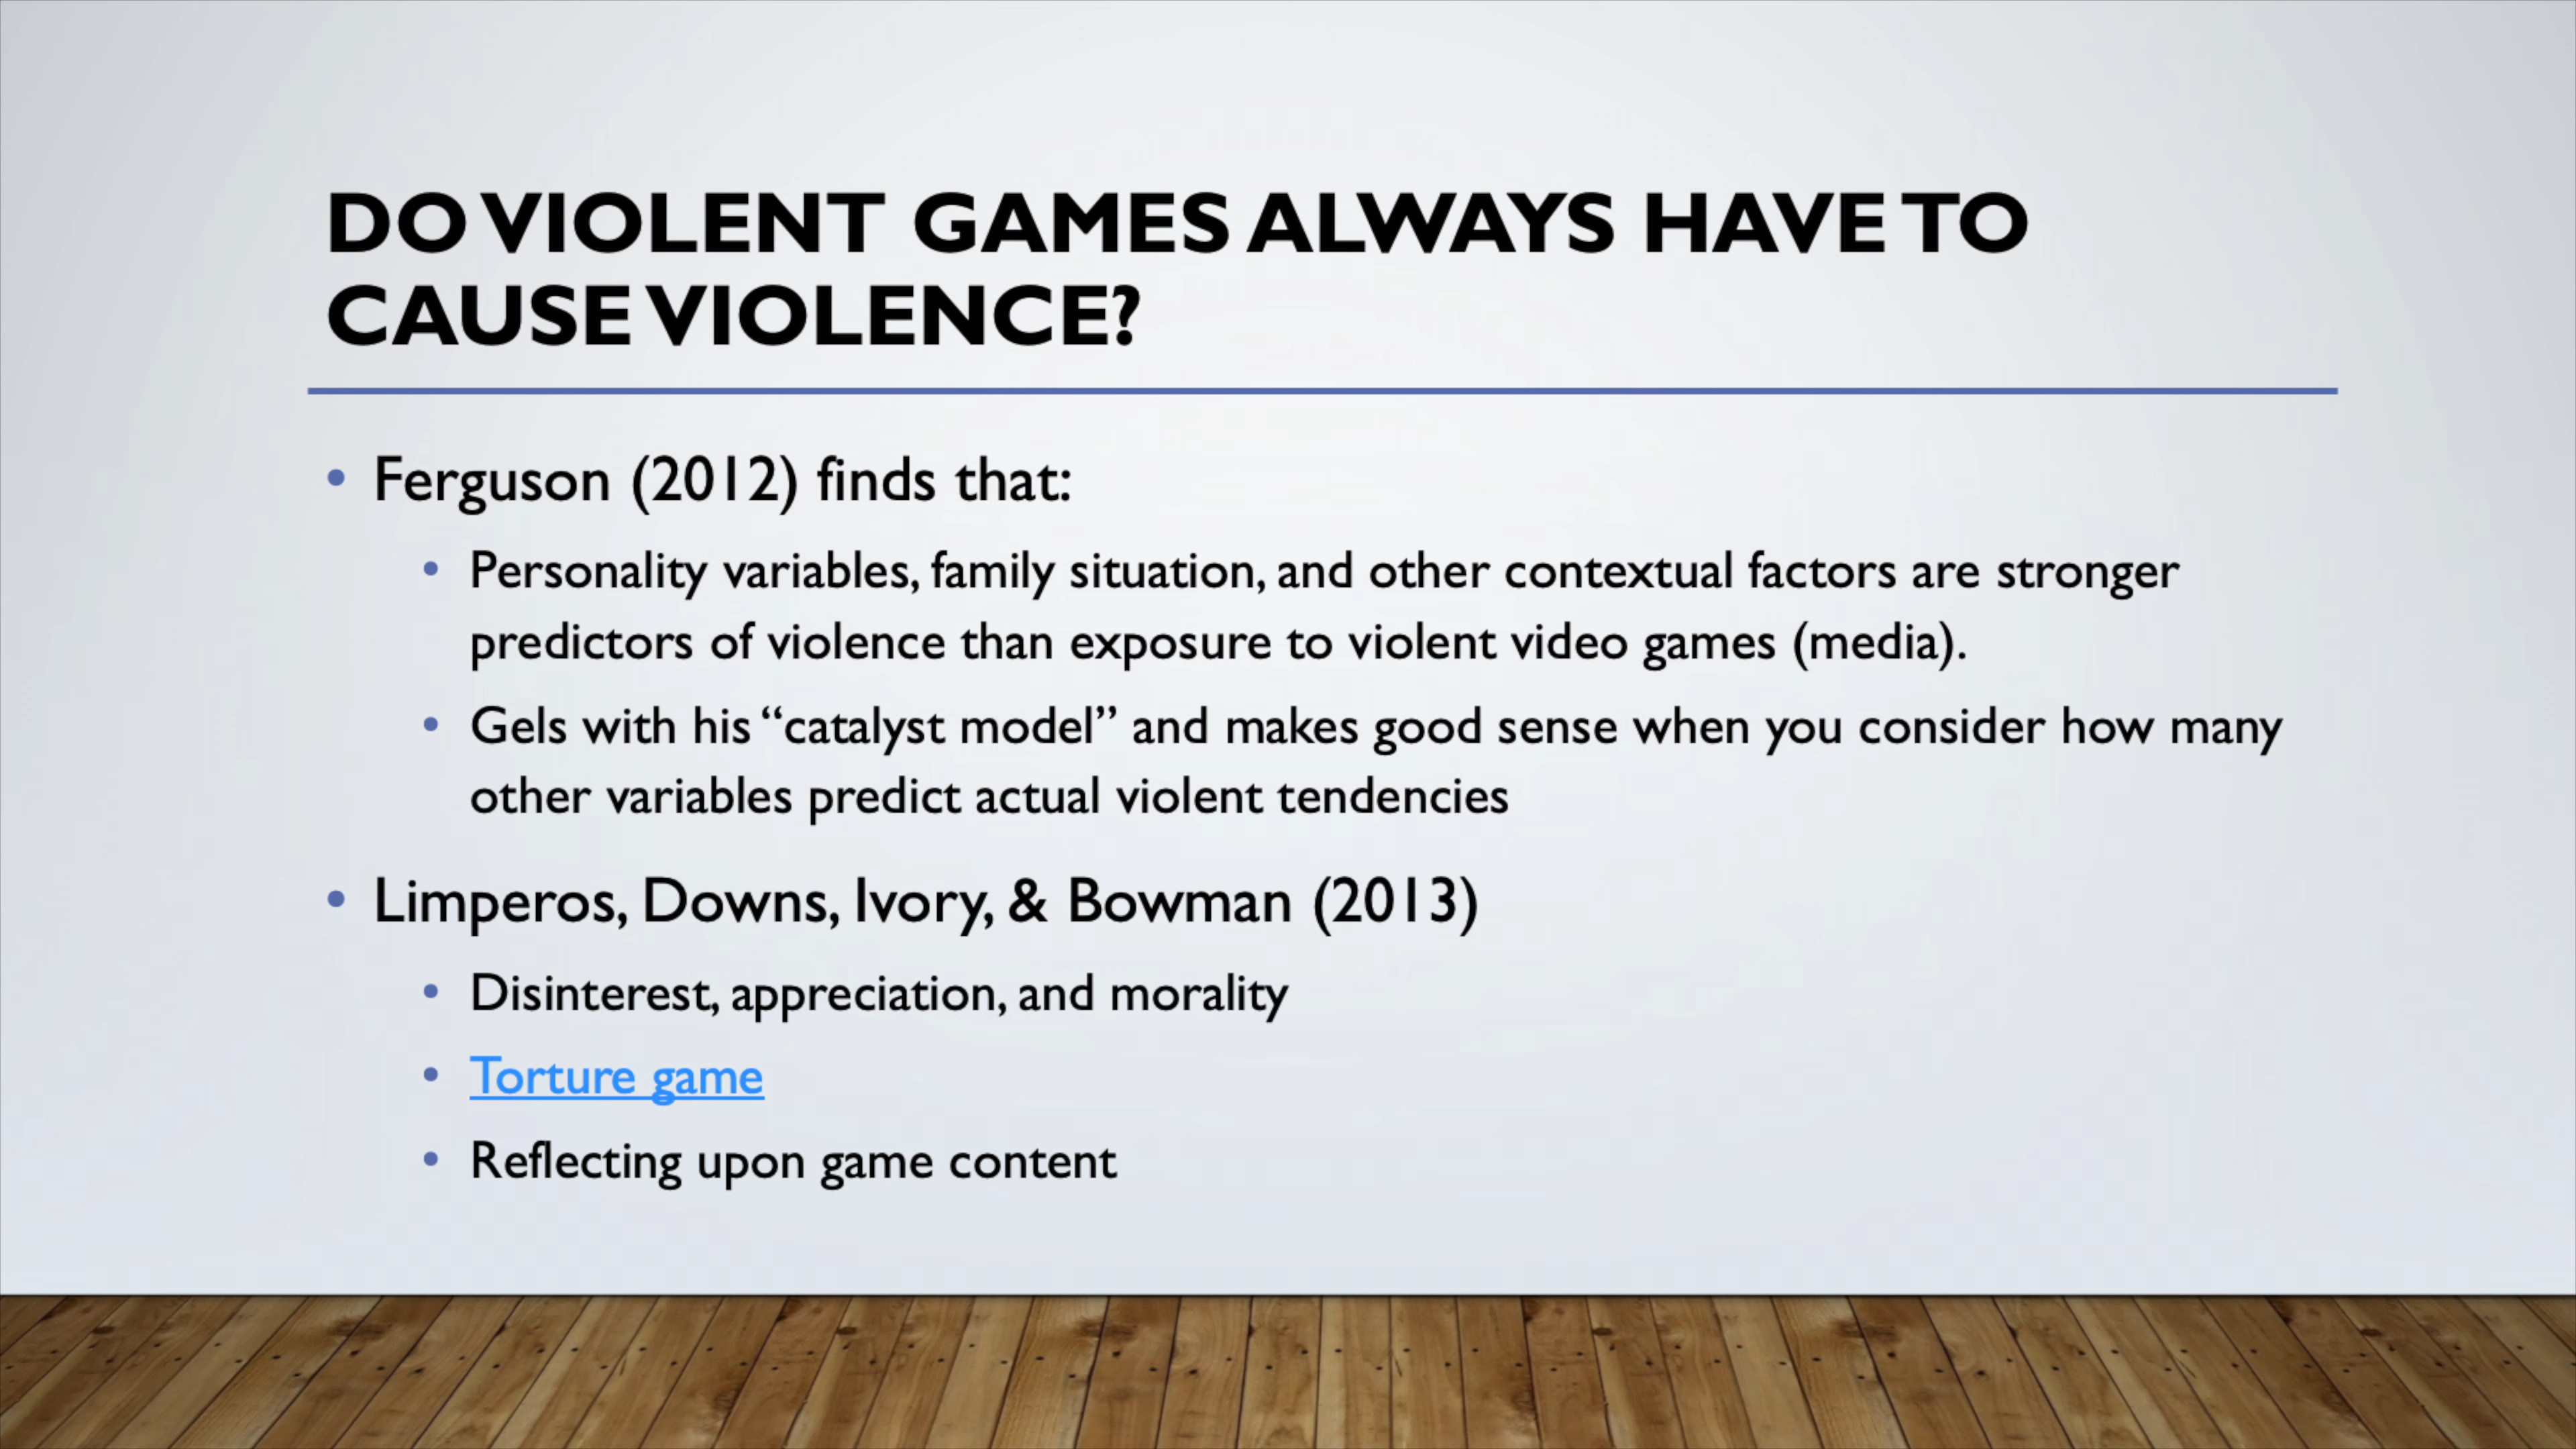 DO VIOLENT GAMES ALWAYS HAVE TO
CAUSE VIOLENCE?
• Ferguson (2012) finds that:
• Personality variables, family situation, and other contextual factors are stronger
predictors of violence than exposure to violent video games (media).
• Gels with his “catalyst model” and makes good sense when you consider how many
other variables predict actual violent tendencies
• Limperos, Downs, Ivory, & Bowman (2013)
• Disinterest, appreciation, and morality
• Torture game
• Reflecting upon game content